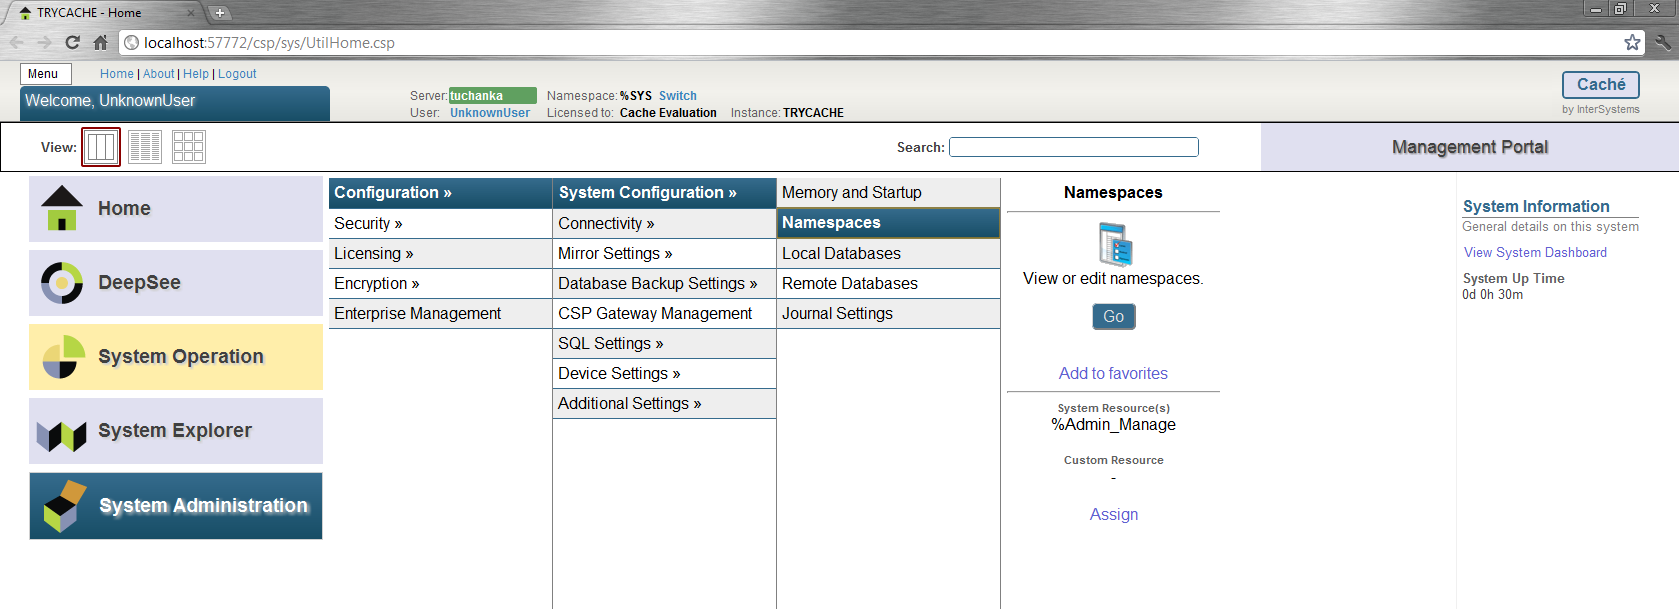 TRYCACHE - Home
localhost:57772/csp/sys/UtilHome.csp
Menu
Home | About | Help | Logout
Welcome, UnknownUser
Server: tuchanka Namespace: %SYS Switch
User: UnknownUser Licensed to: Cache Evaluation Instance: TRYCACHE
Caché
by InterSystems
View:
Search:
Management Portal
Home
DeepSee
System Operation
System Explorer
System Administration
Configuration »
Security »
Licensing »
Encryption »
Enterprise Management
System Configuration »
Connectivity »
Mirror Settings »
Database Backup Settings »
CSP Gateway Management
SQL Settings »
Device Settings »
Additional Settings »
Memory and Startup
Namespaces
Local Databases
Remote Databases
Journal Settings
Namespaces
View or edit namespaces.
Go
Add to favorites
System Resource(s)
%Admin_Manage
Custom Resource
-
Assign
System Information
General details on this system
View System Dashboard
System Up Time
0d 0h 30m